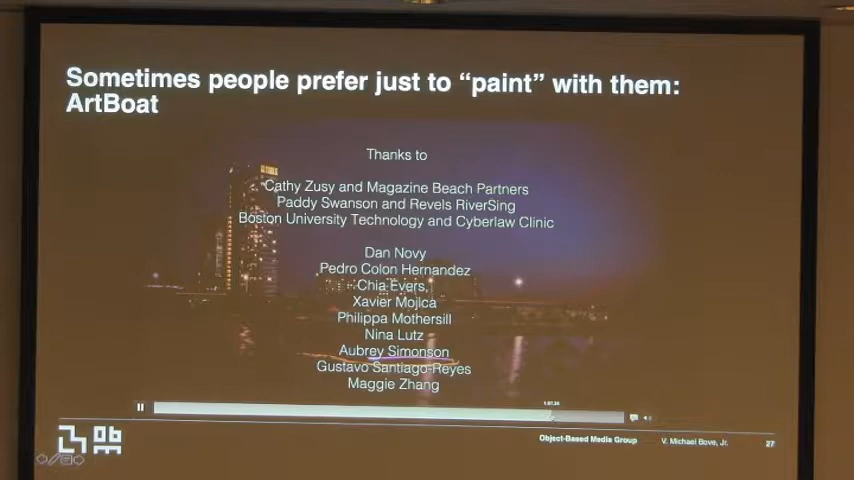 Sometimes people prefer just to “paint” with them:
ArtBoat
Thanks to
Cathy Zusy and Magazine Beach Partners
Paddy Swanson and Revels RiverSing
Boston University Technology and Cyberlaw Clinic
Dan Novy
Pedro Colon Hernandez
Chia Evers,
Xavier Mojica
Philippa Mothersill
Nina Lutz
Aubrey Simonson
Gustavo Santiago-Reyes
Maggie Zhang
Object-Based Media Group
V. Michael Bove, Jr.
27